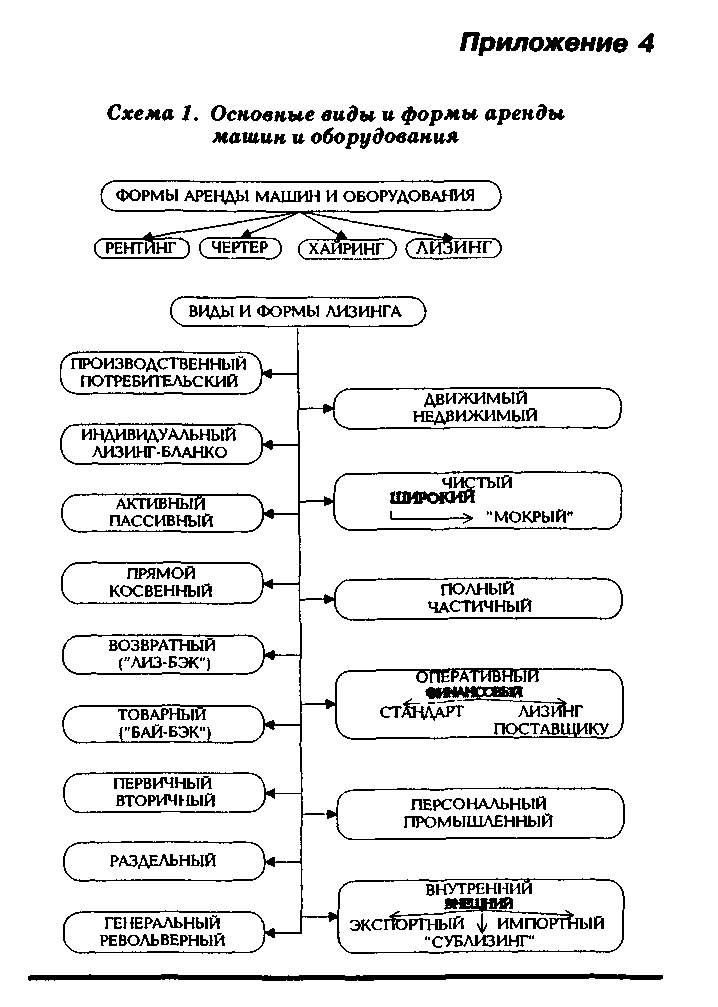 Приложение 4
Схема 1. Основные виды и формы аренды
машин и оборудования
ФОРМЫ АРЕНДЫ МАШИН И ОБОРУДОВАНИЯ
РЕНТИНГ ЧЕРТЕР ХАЙРИНГ ЛИЗИНГ
ВИДЫ И ФОРМЫ ЛИЗИНГА
ПРОИЗВОДСТВЕННЫЙ
ПОТРЕБИТЕЛЬСКИЙ
ИНДИВИДУАЛЬНЫЙ
ЛИЗИНГ-БЛАНКО
АКТИВНЫЙ
ПАССИВНЫЙ
ПРЯМОЙ
КОСВЕННЫЙ
ВОЗВРАТНЫЙ
("ЛИЗ-БЭК")
ТОВАРНЫЙ
("БАЙ-БЭК")
ПЕРВИЧНЫЙ
ВТОРИЧНЫЙ
РАЗДЕЛЬНЫЙ
ГЕНЕРАЛЬНЫЙ
РЕВОЛЬВЕРНЫЙ
ДВИЖИМЫЙ
НЕДВИЖИМЫЙ
ЧИСТЫЙ
ШИРОКИЙ
"МОКРЫЙ"
ПОЛНЫЙ
ЧАСТИЧНЫЙ
ОПЕРАТИВНЫЙ
ФИНАНСОВЫЙ
СТАНДАРТ ЛИЗИНГ
ПОСТАВЩИКУ
ПЕРСОНАЛЬНЫЙ
ПРОМЫШЛЕННЫЙ
ВНУТРЕННИЙ
ВНЕШНИЙ
ЭКСПОРТНЫЙ ИМПОРТНЫЙ
"СУБЛИЗИНГ"